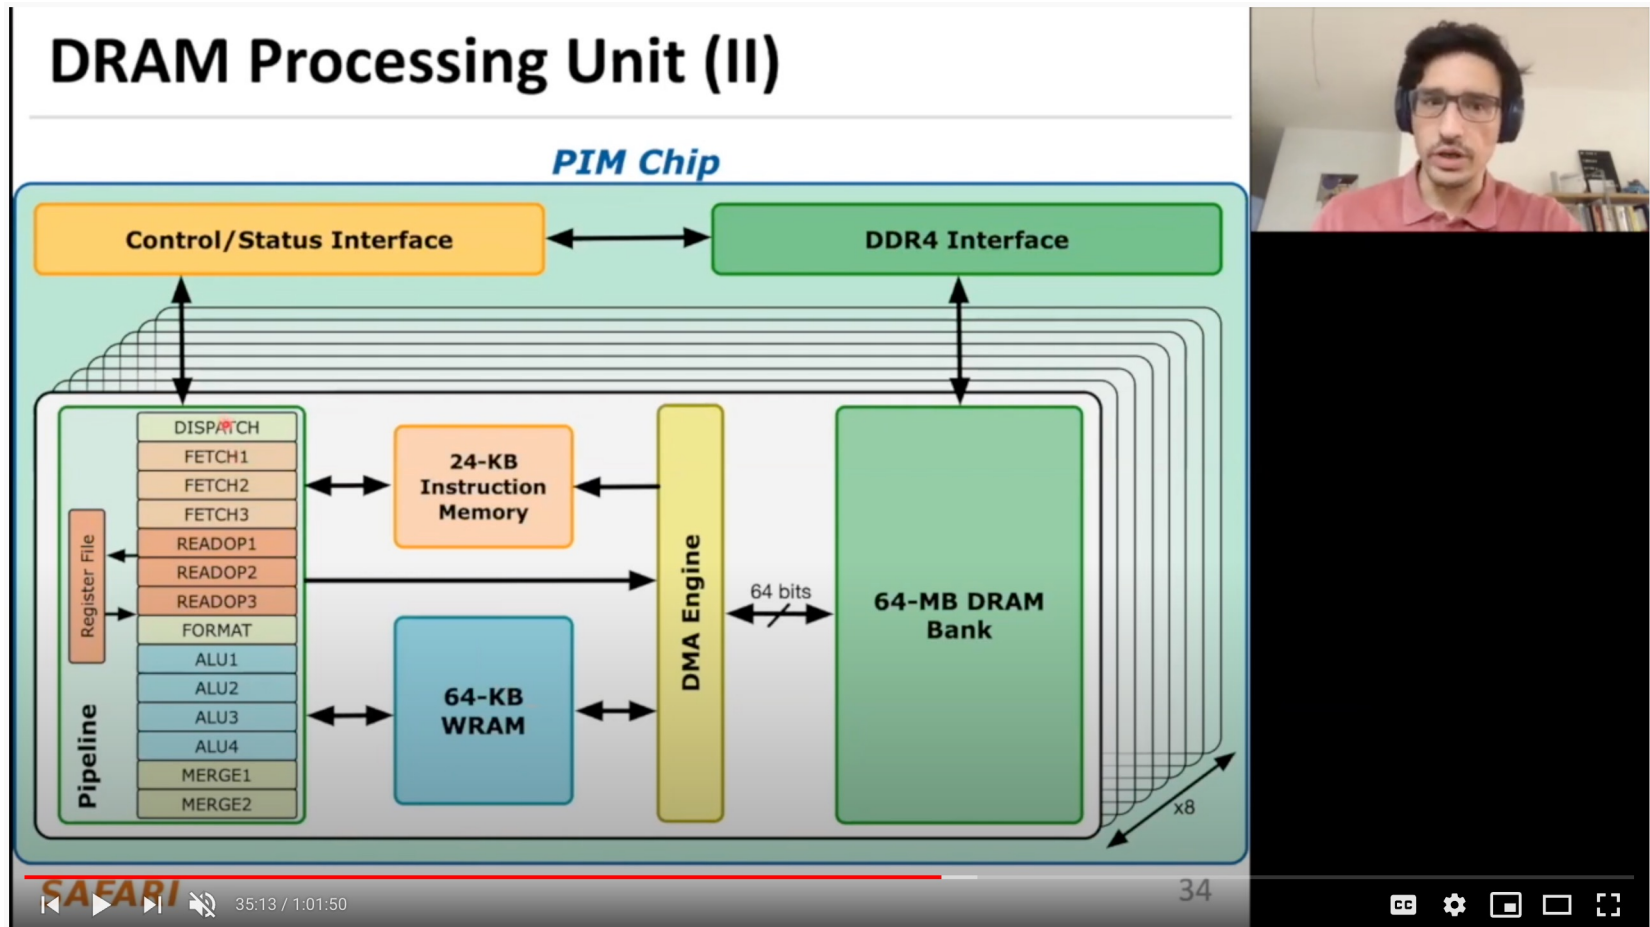 DRAM Processing Unit (II)
PIM Chip
Control/Status Interface
DDR4 Interface
DISPATCH
FETCH1
FETCH2
FETCH3
READOP1
READOP2
READOP3
FORMAT
ALU1
ALU2
ALU3
ALU4
MERGE1
MERGE2
Register File
Pipeline
24-KB
Instruction
Memory
64-KB
WRAM
DMA Engine
64 bits
64-MB DRAM
Bank
x8
SAFARI
34
35:13 / 1:01:50
CC